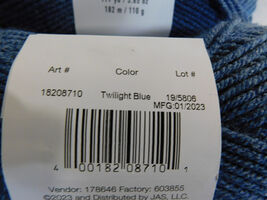 182 m / 110 g
Art # Color Lot #
18208710 Twilight Blue 19/5806
MFG:01/2023
4 00182 08710 1
Vendor: 178646 Factory: 603855
©2023 and Distributed by JAS, LLC.